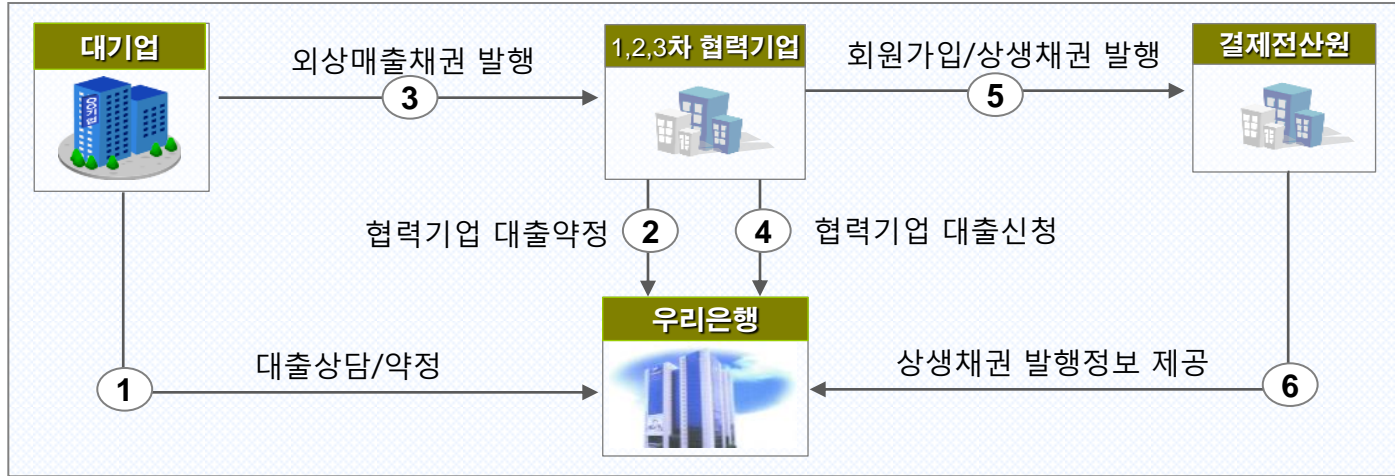 대기업
1,2,3차 협력기업
결제전산원
외상매출채권 발행
3
회원가입/상생채권 발행
5
협력기업 대출약정
2
4
협력기업 대출신청
우리은행
대출상담/약정
1
상생채권 발행정보 제공
6